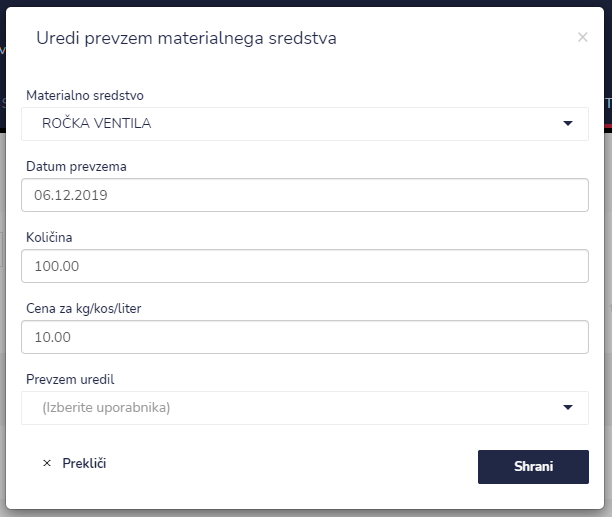 Uredi prevzem materialnega sredstva
×
Materialno sredstvo
ROČKA VENTILA
Datum prevzema
06.12.2019
Količina
100.00
Cena za kg/kos/liter
10.00
Prevzem uredil
(Izberite uporabnika)
× Prekliči
Shrani